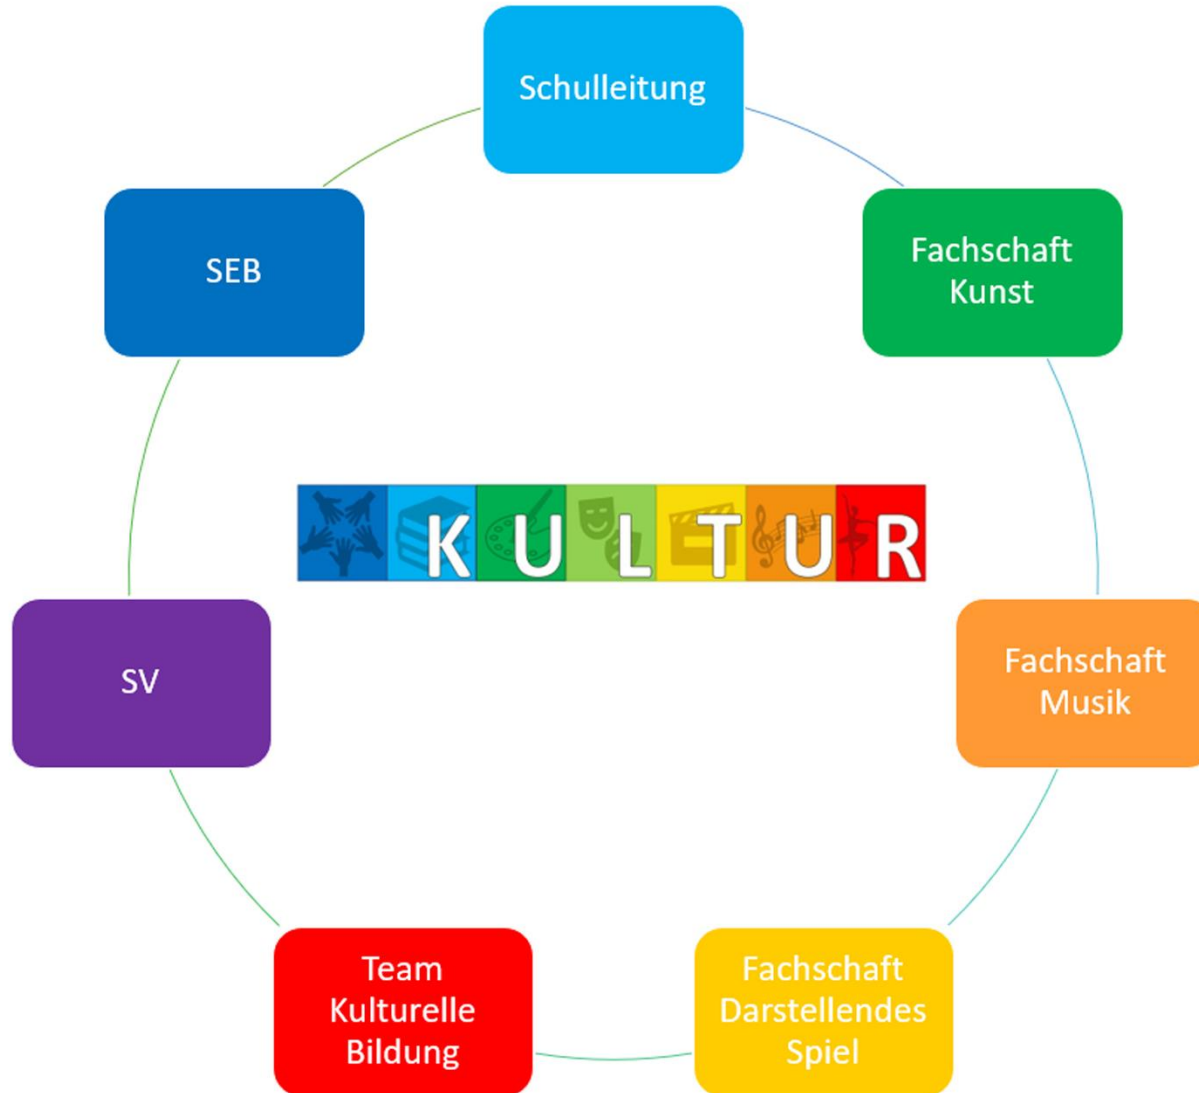 Schulleitung
SEB
Fachschaft
Kunst
KULTUR
SV
Fachschaft
Musik
Team
Kulturelle
Bildung
Fachschaft
Darstellendes
Spiel